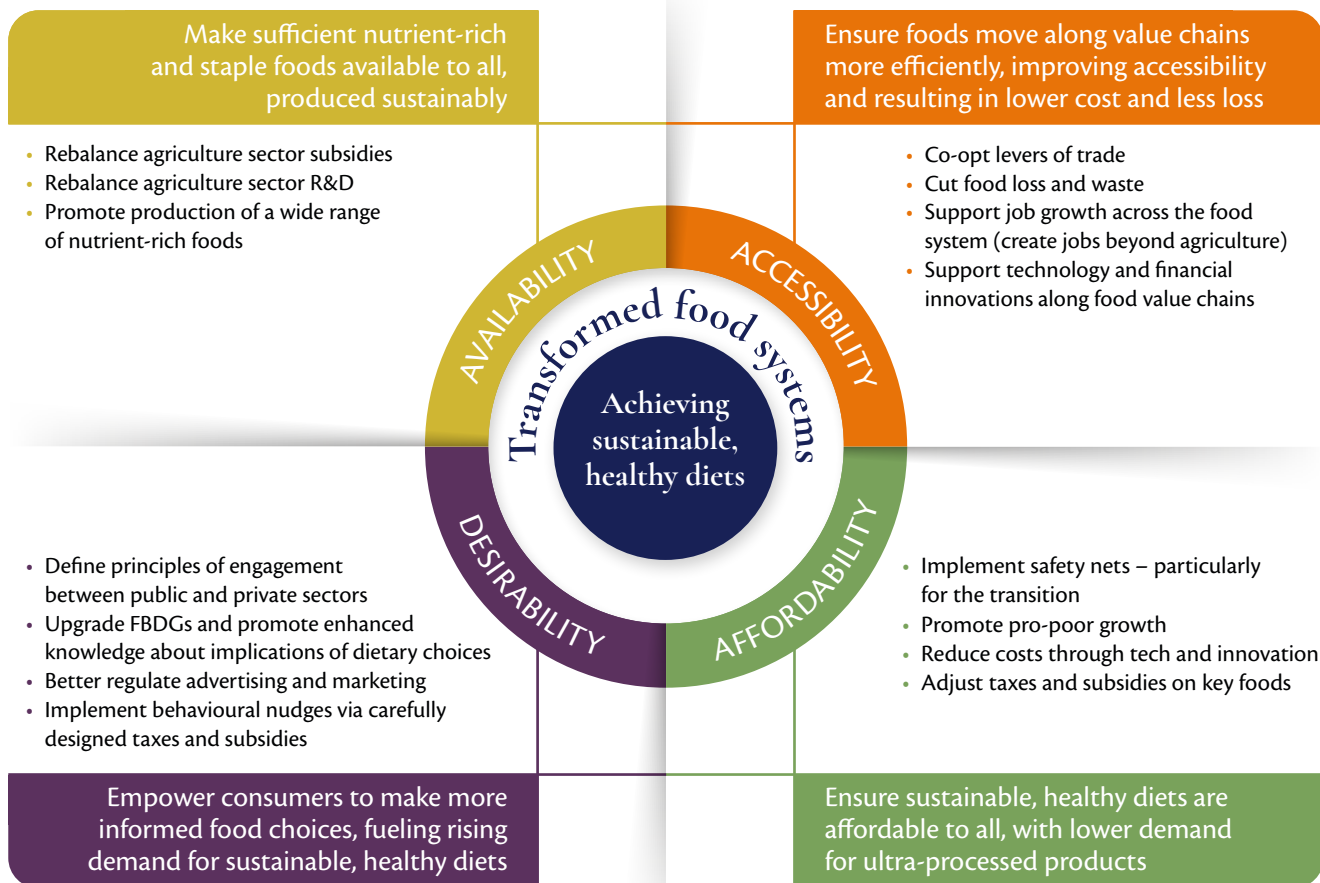 Make sufficient nutrient-rich
and staple foods available to all,
produced sustainably
• Rebalance agriculture sector subsidies
• Rebalance agriculture sector R&D
• Promote production of a wide range
of nutrient-rich foods
Ensure foods move along value chains
more efficiently, improving accessibility
and resulting in lower cost and less loss
• Co-opt levers of trade
• Cut food loss and waste
• Support job growth across the food
system (create jobs beyond agriculture)
• Support technology and financial
innovations along food value chains
AVAILABILITY
ACCESSIBILITY
Transformed food systems
Achieving
sustainable,
healthy diets
DESIRABILITY
AFFORDABILITY
• Define principles of engagement
between public and private sectors
• Upgrade FBDGs and promote enhanced
knowledge about implications of dietary choices
• Better regulate advertising and marketing
• Implement behavioural nudges via carefully
designed taxes and subsidies
Empower consumers to make more
informed food choices, fueling rising
demand for sustainable, healthy diets
• Implement safety nets – particularly
for the transition
• Promote pro-poor growth
• Reduce costs through tech and innovation
• Adjust taxes and subsidies on key foods
Ensure sustainable, healthy diets are
affordable to all, with lower demand
for ultra-processed products